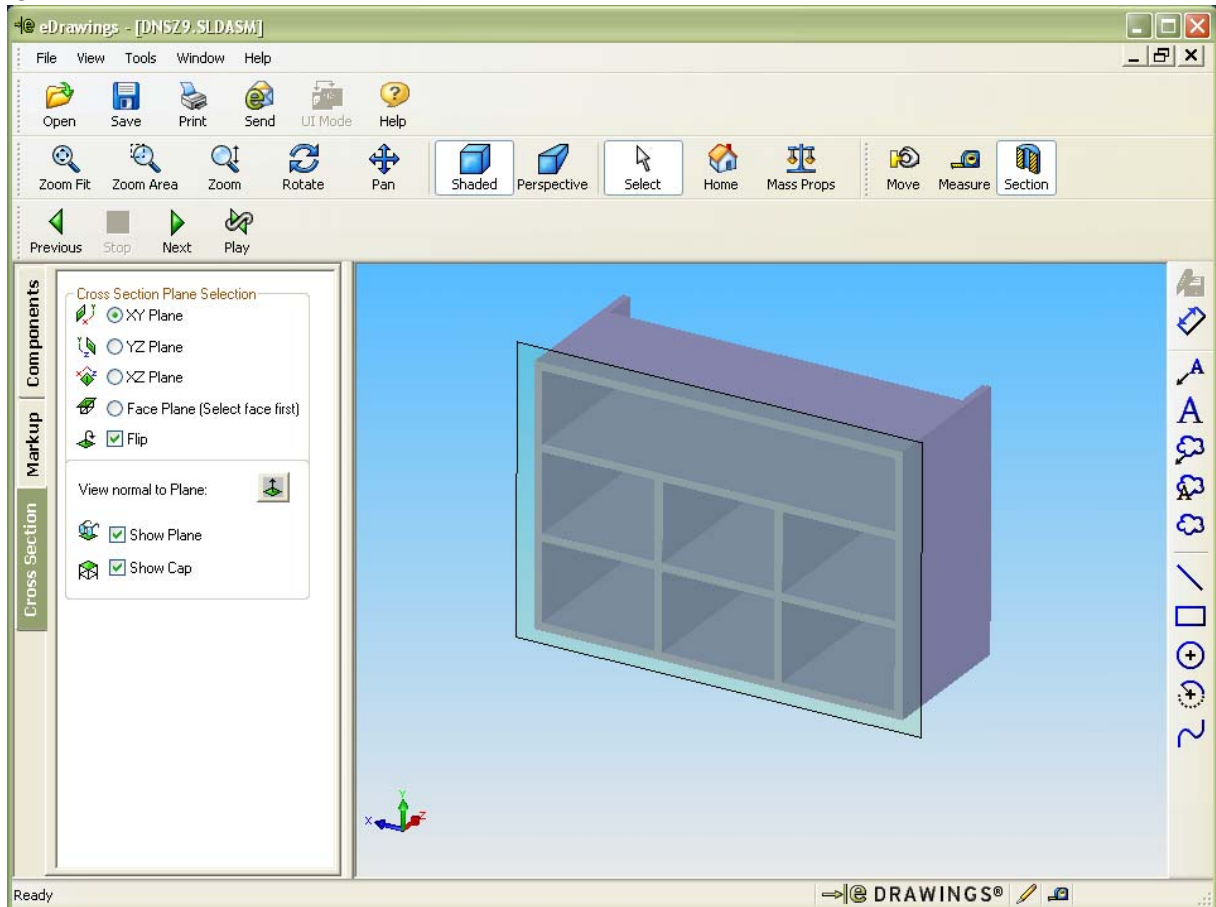 eDrawings - [DNSZ9.SLDASM]
File View Tools Window Help
Open Save Print Send UI Mode Help
Zoom Fit Zoom Area Zoom Rotate Pan Shaded Perspective Select Home Mass Props Move Measure Section
Previous Stop Next Play
Components
Markup
Cross Section
Cross Section Plane Selection
XY Plane
YZ Plane
XZ Plane
Face Plane (Select face first)
Flip
View normal to Plane:
Show Plane
Show Cap
Y
X Z
A
A
A
Ready
e DRAWINGS®